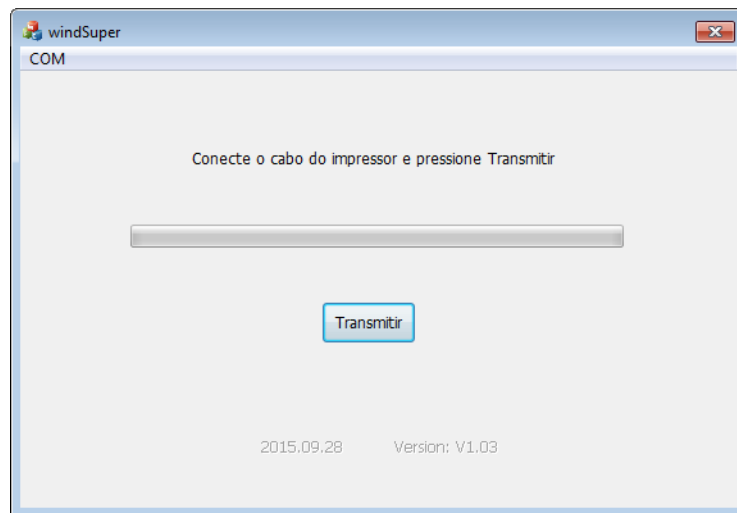 windSuper
COM
Conecte o cabo do impressor e pressione Transmitir
Transmitir
2015.09.28 Version: V1.03